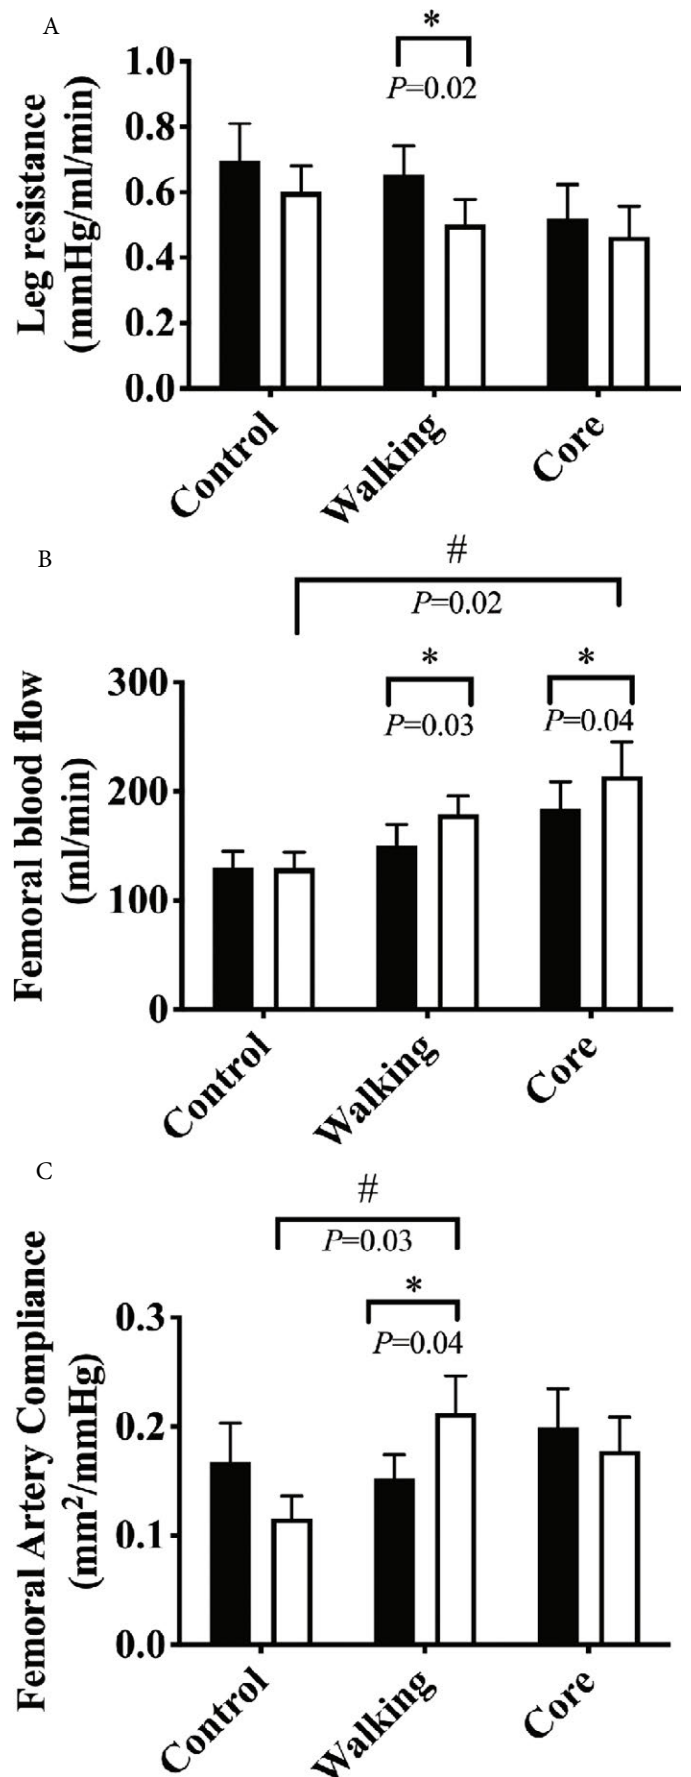 A
*
P=0.02
1.0
0.8
0.6
0.4
0.2
0.0
Leg resistance
(mmHg/ml/min)
Control
Walking
Core
B
#
P=0.02
*
*
P=0.03
P=0.04
300
200
100
0
Femoral blood flow
(ml/min)
Control
Walking
Core
C
#
P=0.03
*
P=0.04
0.3
0.2
0.1
0.0
Femoral Artery Compliance
(mm²/mmHg)
Control
Walking
Core